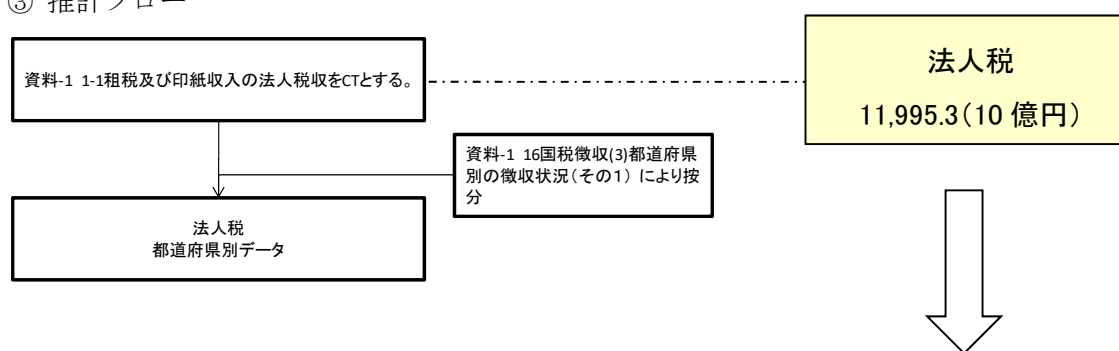 ③ 推計フロー
資料-1 1-1租税及び印紙収入の法人税収をCTとする。
法人税
11,995.3(10 億円)
資料-1 16国税徴収(3)都道府県
別の徴収状況(その1) により按
分
法人税
都道府県別データ